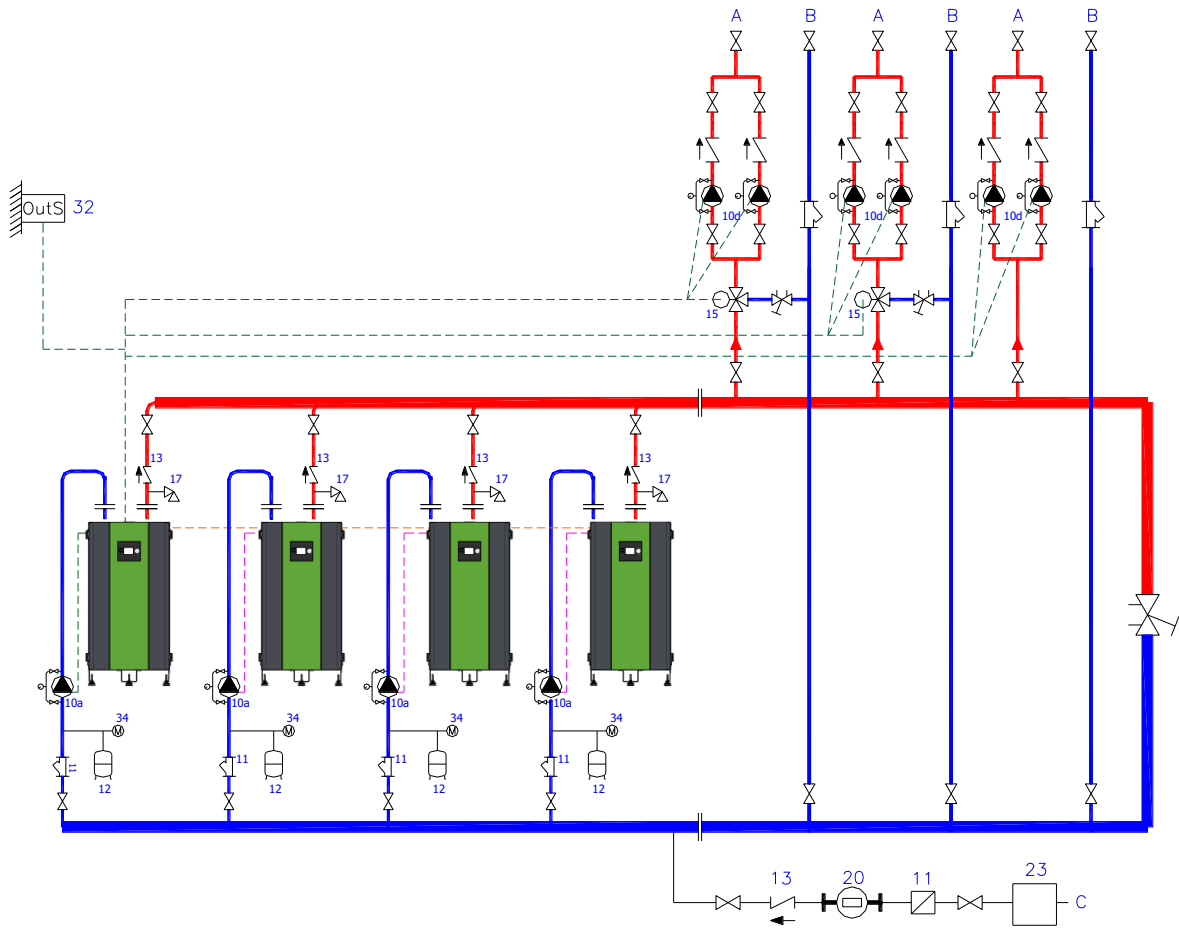 A B A B A B
OutS 32
10d 10d 10d
15 15
13 13 13 13
17 17 17 17
10a 10a 10a 10a
34 34 34 34
M M M M
11 11 11 11
12 12 12 12
13 20 11 23
C